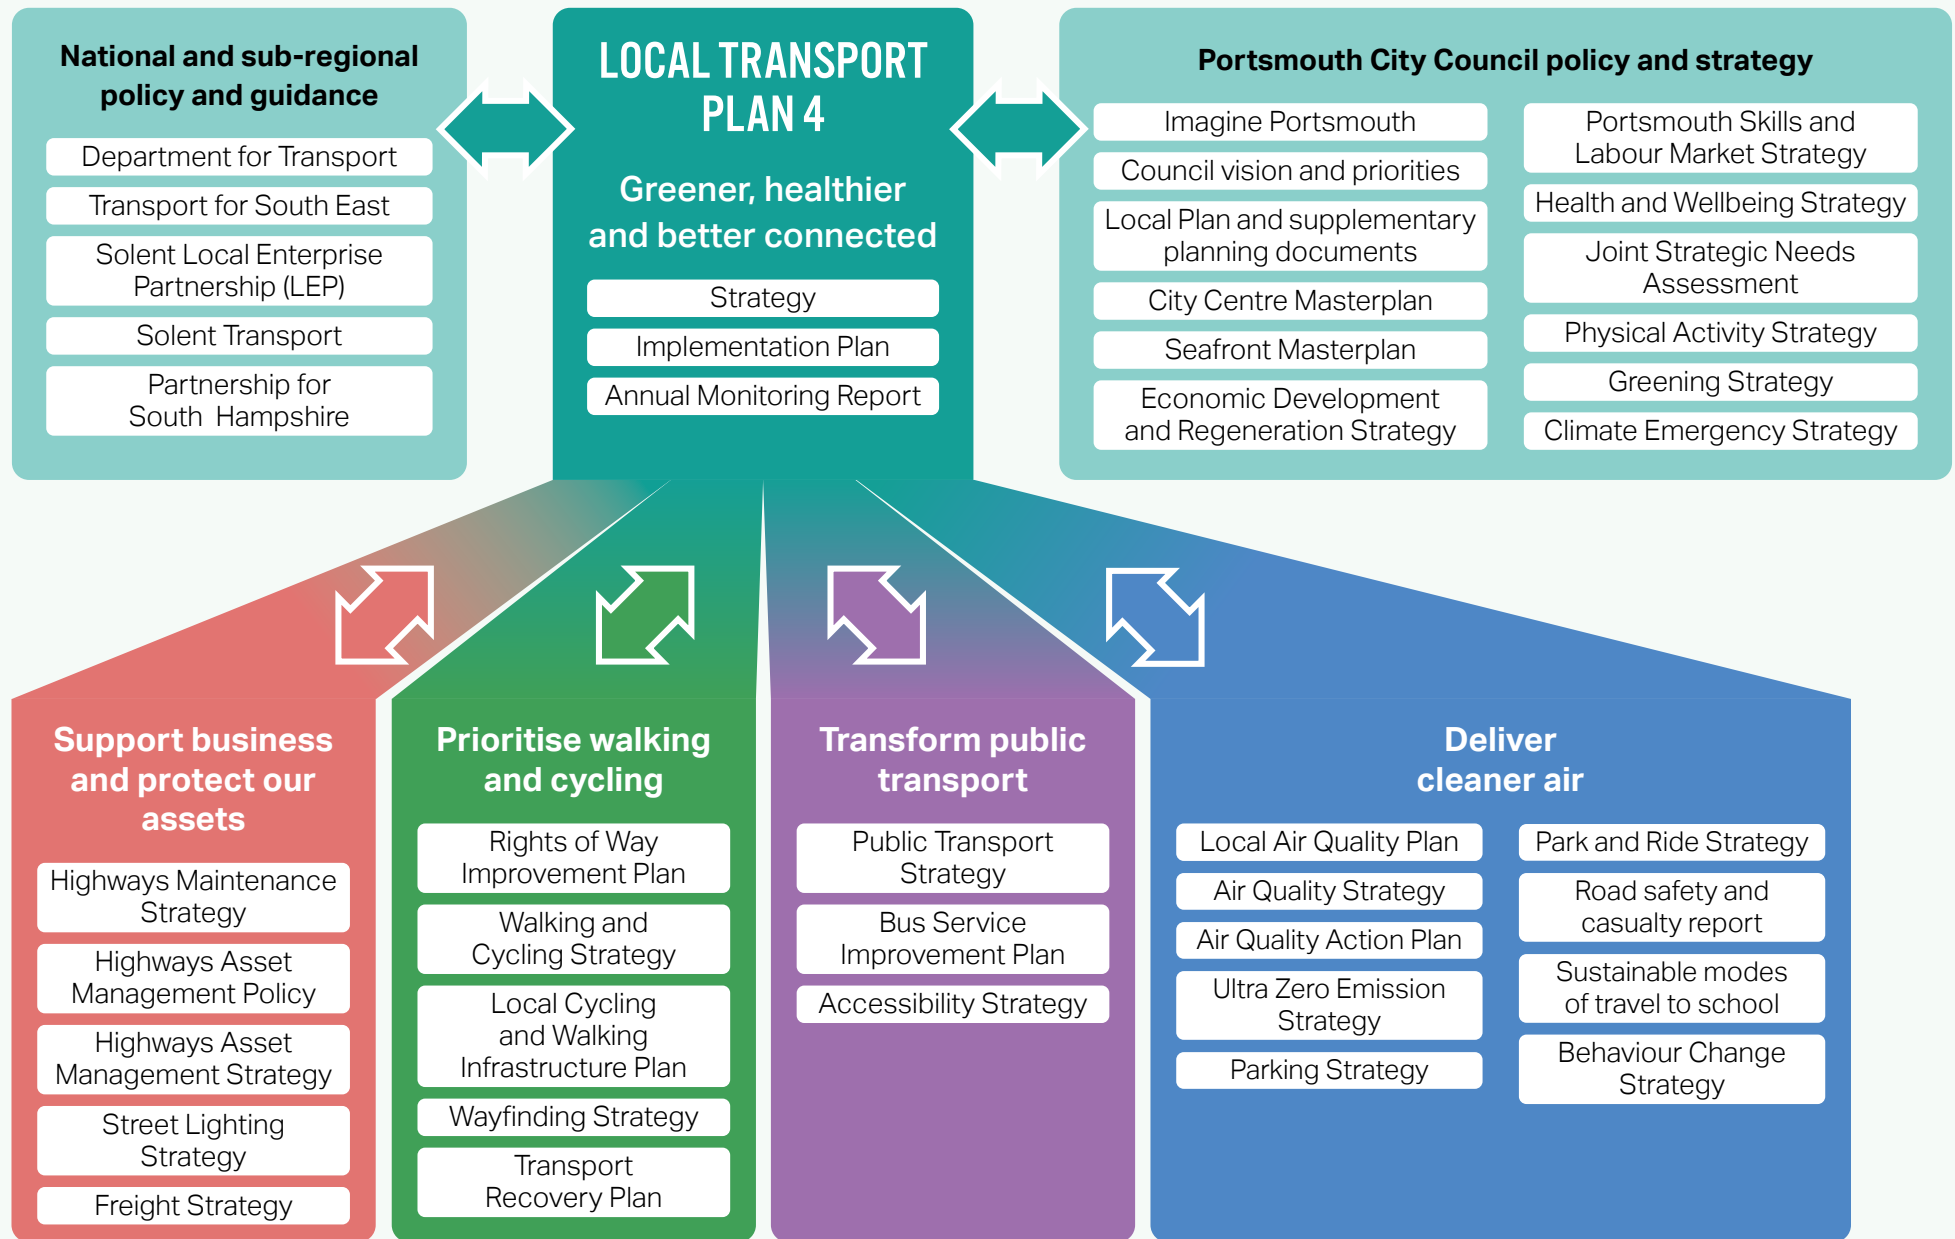 National and sub-regional
policy and guidance
Department for Transport
Transport for South East
Solent Local Enterprise
Partnership (LEP)
Solent Transport
Partnership for
South Hampshire
LOCAL TRANSPORT
PLAN 4
Greener, healthier
and better connected
Strategy
Implementation Plan
Annual Monitoring Report
Portsmouth City Council policy and strategy
Imagine Portsmouth
Council vision and priorities
Local Plan and supplementary
planning documents
City Centre Masterplan
Seafront Masterplan
Economic Development
and Regeneration Strategy
Portsmouth Skills and
Labour Market Strategy
Health and Wellbeing Strategy
Joint Strategic Needs
Assessment
Physical Activity Strategy
Greening Strategy
Climate Emergency Strategy
Support business
and protect our
assets
Highways Maintenance
Strategy
Highways Asset
Management Policy
Highways Asset
Management Strategy
Street Lighting
Strategy
Freight Strategy
Prioritise walking
and cycling
Rights of Way
Improvement Plan
Walking and
Cycling Strategy
Local Cycling
and Walking
Infrastructure Plan
Wayfinding Strategy
Transport
Recovery Plan
Transform public
transport
Public Transport
Strategy
Bus Service
Improvement Plan
Accessibility Strategy
Deliver
cleaner air
Local Air Quality Plan
Air Quality Strategy
Air Quality Action Plan
Ultra Zero Emission
Strategy
Parking Strategy
Park and Ride Strategy
Road safety and
casualty report
Sustainable modes
of travel to school
Behaviour Change
Strategy